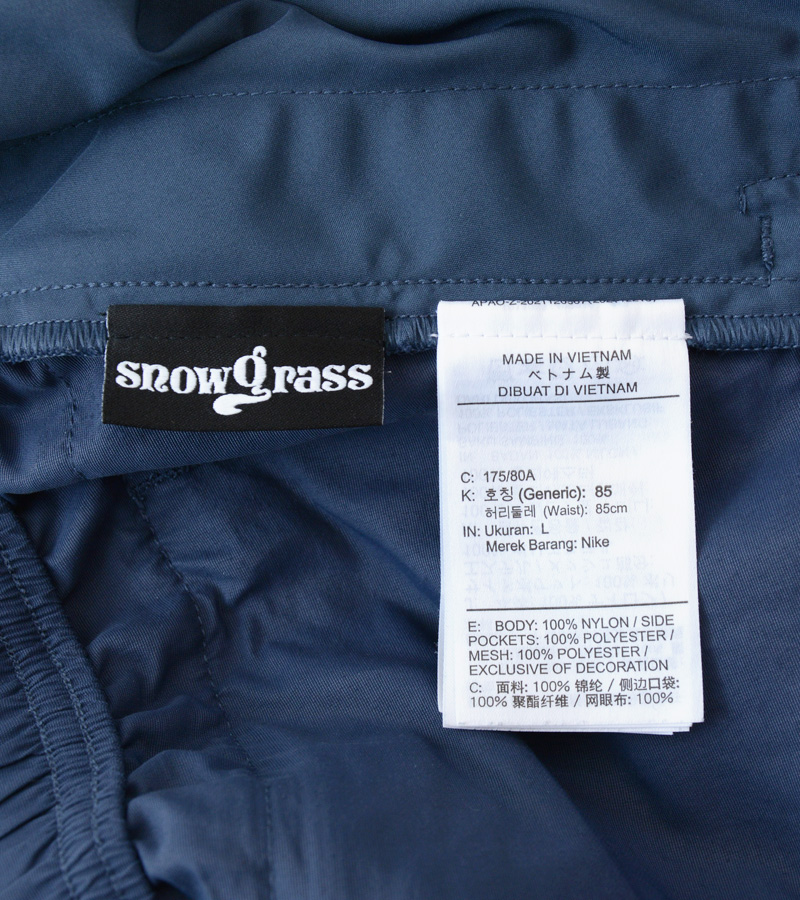 snowgrass
MADE IN VIETNAM
ベトナム製
DIBUAT DI VIETNAM
C: 175/80A
K: 호칭 (Generic): 85
허리둘레 (Waist): 85cm
IN: Ukuran: L
Merek Barang: Nike
E: BODY: 100% NYLON / SIDE
POCKETS: 100% POLYESTER /
MESH: 100% POLYESTER /
EXCLUSIVE OF DECORATION
C: 面料: 100% 锦纶 / 侧边口袋:
100% 聚酯纤维 / 网眼布: 100%